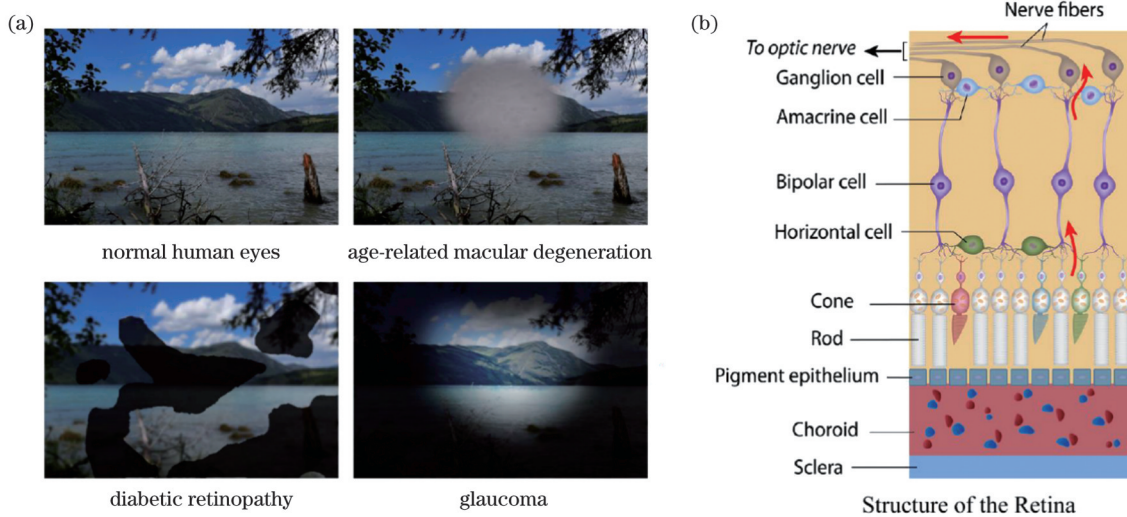 (a)
normal human eyes
age-related macular degeneration
diabetic retinopathy
glaucoma
(b)
Nerve fibers
To optic nerve
Ganglion cell
Amacrine cell
Bipolar cell
Horizontal cell
Cone
Rod
Pigment epithelium
Choroid
Sclera
Structure of the Retina